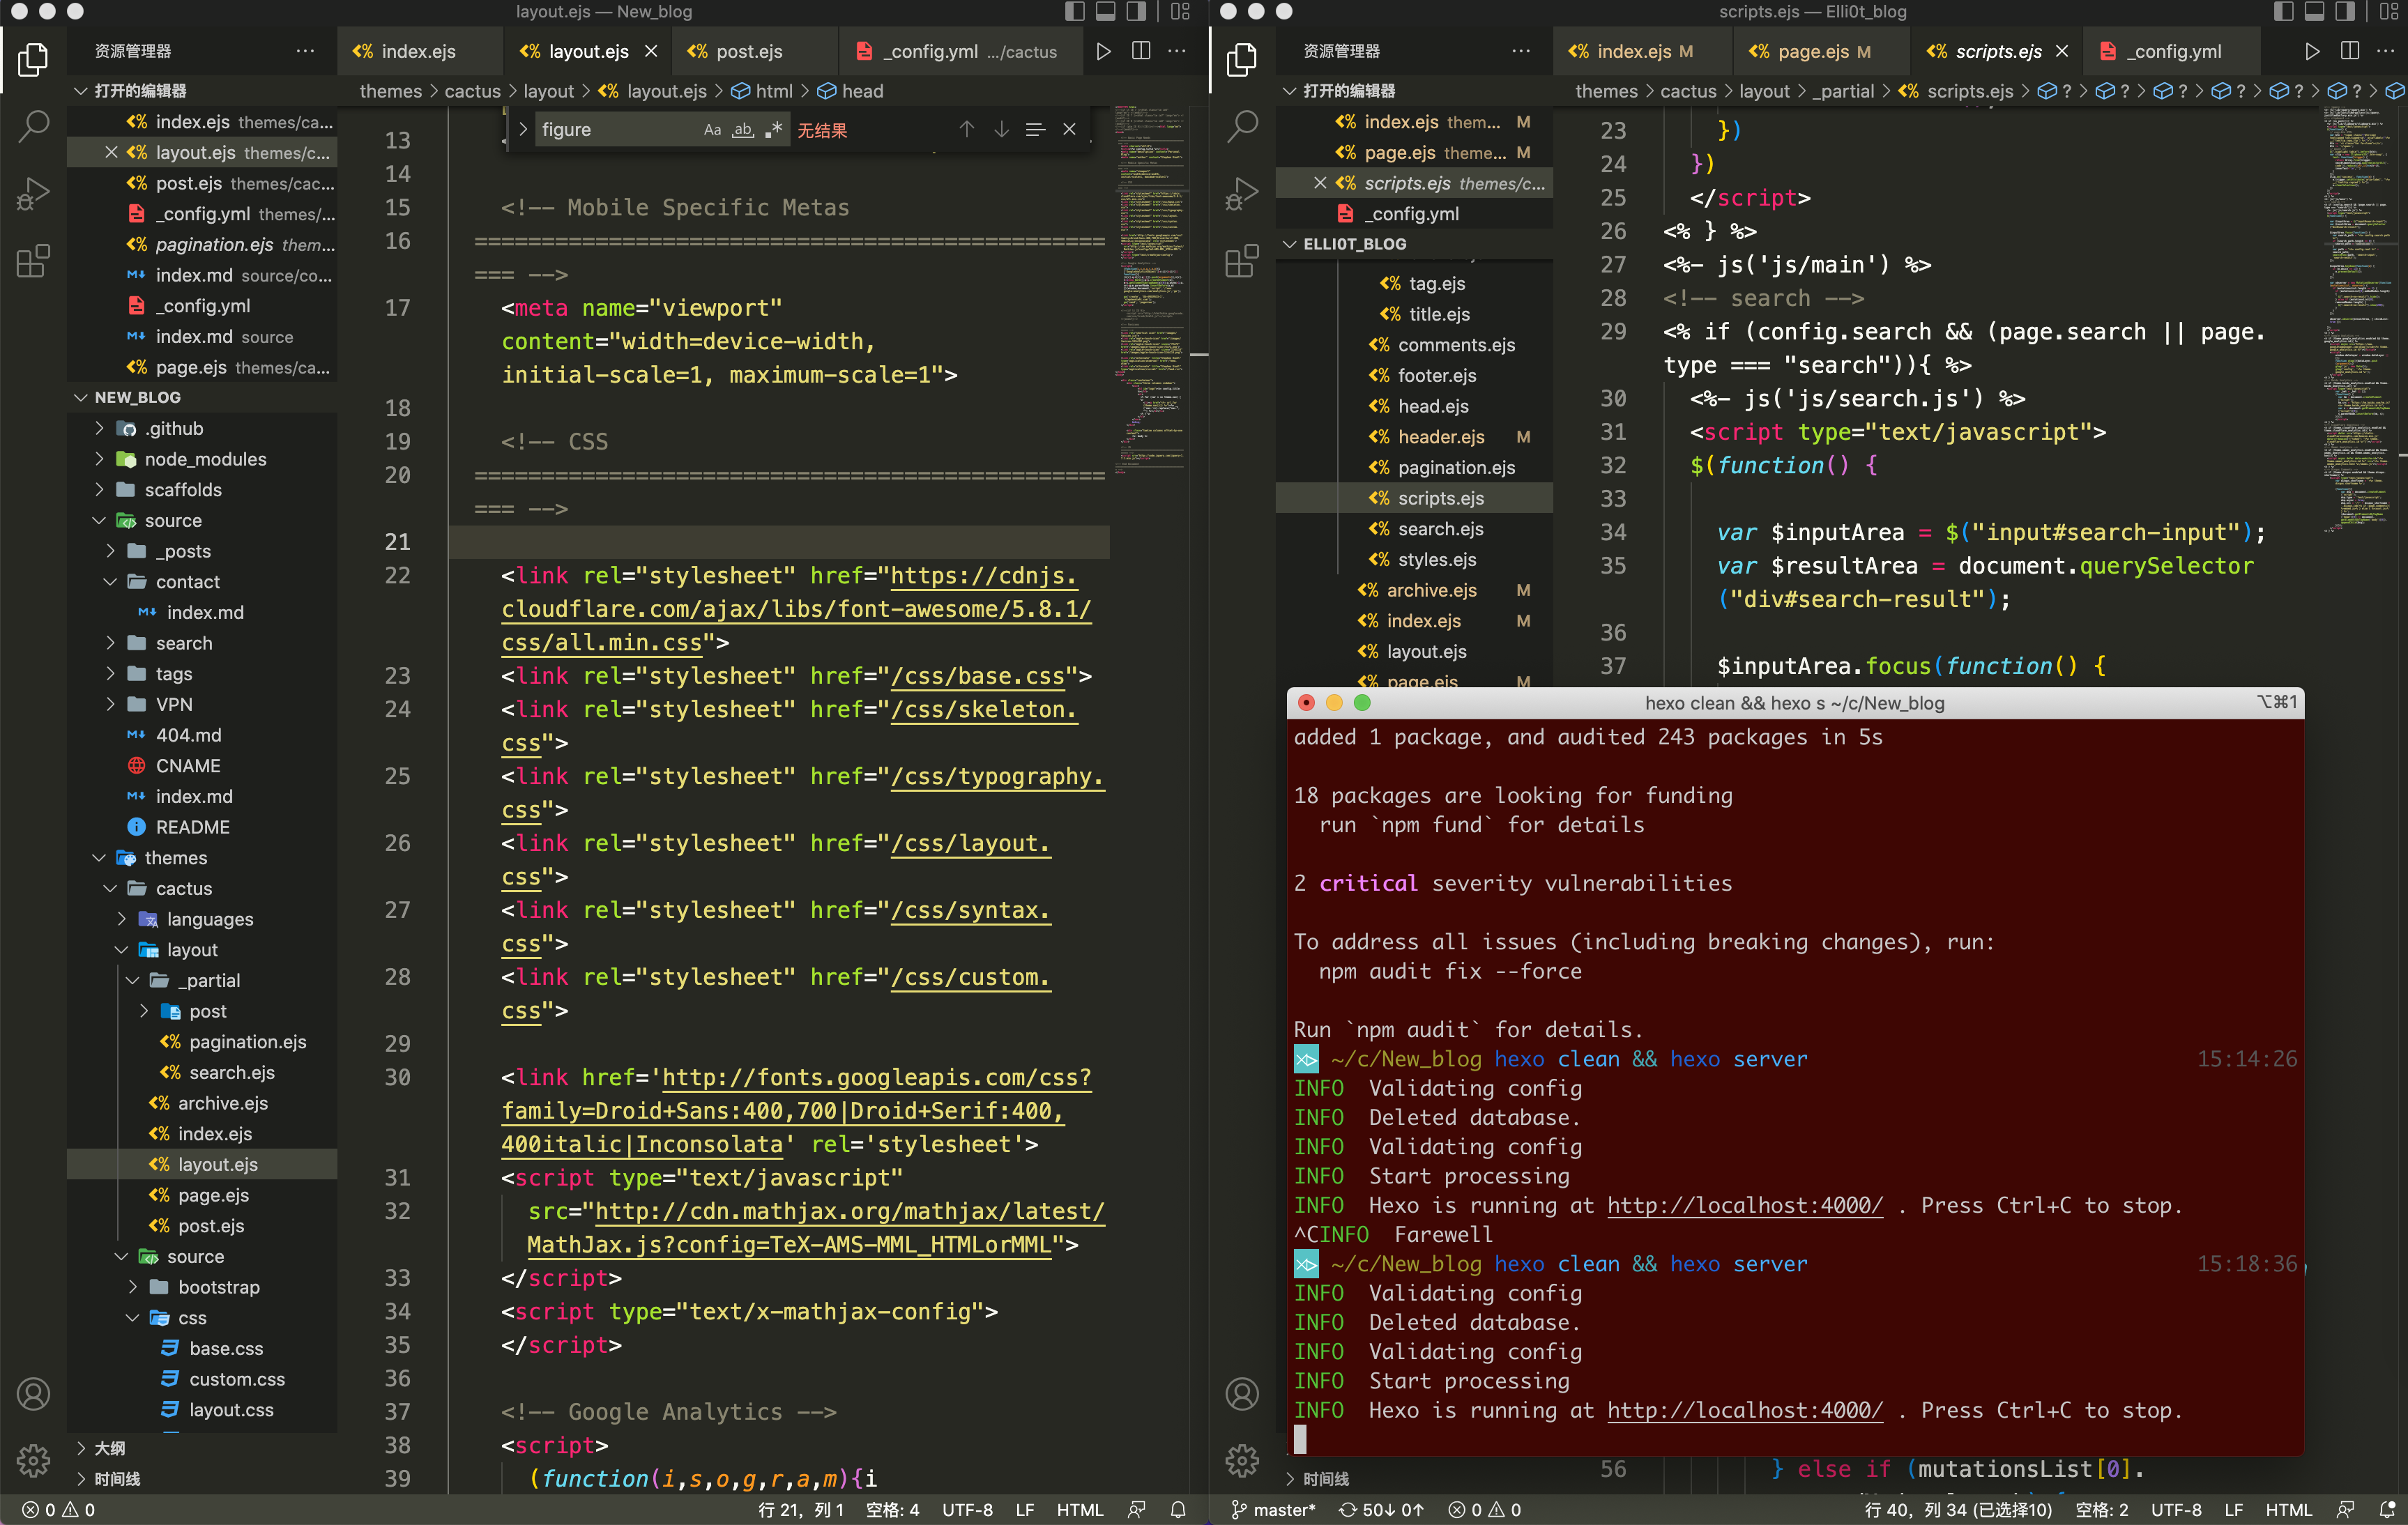 layout.ejs — New_blog
资源管理器
index.ejs
layout.ejs
post.ejs
_config.yml .../cactus
打开的编辑器
themes > cactus > layout > layout.ejs > html > head
index.ejs themes/ca...
layout.ejs themes/c...
post.ejs themes/cac...
_config.yml themes/...
pagination.ejs them...
index.md source/co...
_config.yml
index.md source
page.ejs themes/ca...
NEW_BLOG
.github
node_modules
scaffolds
source
_posts
contact
index.md
search
tags
VPN
404.md
CNAME
index.md
README
themes
cactus
languages
layout
_partial
post
pagination.ejs
search.ejs
archive.ejs
index.ejs
layout.ejs
page.ejs
post.ejs
source
bootstrap
css
base.css
custom.css
layout.css
大纲
时间线
figure Aa ab .* 无结果
13
14
15 <!-- Mobile Specific Metas
16 ===============================================
=== -->
17 <meta name="viewport"
content="width=device-width,
initial-scale=1, maximum-scale=1">
18
19 <!-- CSS
20 ===============================================
=== -->
21
22 <link rel="stylesheet" href="https://cdnjs.
cloudflare.com/ajax/libs/font-awesome/5.8.1/
css/all.min.css">
23 <link rel="stylesheet" href="/css/base.css">
24 <link rel="stylesheet" href="/css/skeleton.
css">
25 <link rel="stylesheet" href="/css/typography.
css">
26 <link rel="stylesheet" href="/css/layout.
css">
27 <link rel="stylesheet" href="/css/syntax.
css">
28 <link rel="stylesheet" href="/css/custom.
css">
29
30 <link href='http://fonts.googleapis.com/css?
family=Droid+Sans:400,700|Droid+Serif:400,
400italic|Inconsolata' rel='stylesheet'>
31 <script type="text/javascript"
32 src="http://cdn.mathjax.org/mathjax/latest/
MathJax.js?config=TeX-AMS-MML_HTMLorMML">
33 </script>
34 <script type="text/x-mathjax-config">
35 </script>
36
37 <!-- Google Analytics -->
38 <script>
39 (function(i,s,o,g,r,a,m){i
0 0
行 21，列 1 空格: 4 UTF-8 LF HTML
scripts.ejs — Elli0t_blog
资源管理器
index.ejs M
page.ejs M
scripts.ejs
_config.yml
打开的编辑器
themes > cactus > layout > _partial > scripts.ejs > ? > ? > ? > ? > ? > ? >
index.ejs them... M
page.ejs theme... M
scripts.ejs themes/c...
_config.yml
ELLI0T_BLOG
tag.ejs
title.ejs
comments.ejs
footer.ejs
head.ejs
header.ejs M
pagination.ejs
scripts.ejs
search.ejs
styles.ejs
archive.ejs M
index.ejs M
layout.ejs
page.ejs M
时间线
23 })
24 })
25 </script>
26 <% } %>
27 <%- js('js/main') %>
28 <!-- search -->
29 <% if (config.search && (page.search || page.
type === "search")){ %>
30 <%- js('js/search.js') %>
31 <script type="text/javascript">
32 $(function() {
33
34 var $inputArea = $("input#search-input");
35 var $resultArea = document.querySelector
("div#search-result");
36
37 $inputArea.focus(function() {
56 } else if (mutationsList[0].
hexo clean && hexo s ~/c/New_blog ⌥⌘1
added 1 package, and audited 243 packages in 5s
18 packages are looking for funding
run `npm fund` for details
2 critical severity vulnerabilities
To address all issues (including breaking changes), run:
npm audit fix --force
Run `npm audit` for details.
~/c/New_blog hexo clean && hexo server 15:14:26
INFO Validating config
INFO Deleted database.
INFO Validating config
INFO Start processing
INFO Hexo is running at http://localhost:4000/ . Press Ctrl+C to stop.
^CINFO Farewell
~/c/New_blog hexo clean && hexo server 15:18:36
INFO Validating config
INFO Deleted database.
INFO Validating config
INFO Start processing
INFO Hexo is running at http://localhost:4000/ . Press Ctrl+C to stop.
master* 50↓ 0↑ 0 0
行 40，列 34 (已选择10) 空格: 2 UTF-8 LF HTML